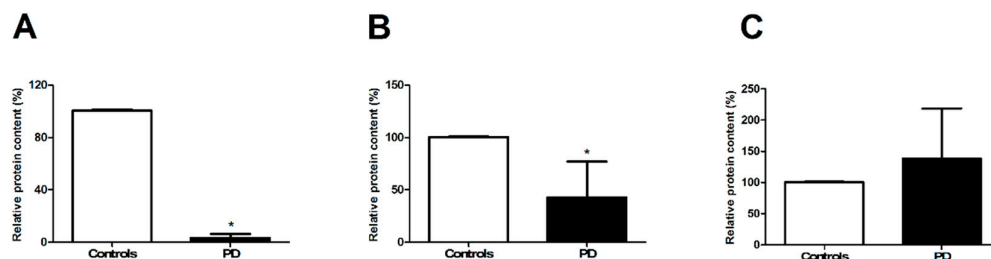 A
B
C
Relative protein content (%)
120
80
40
0
*
Controls
PD
Relative protein content (%)
150
100
50
0
*
Controls
PD
Relative protein content (%)
250
200
150
100
50
0
Controls
PD